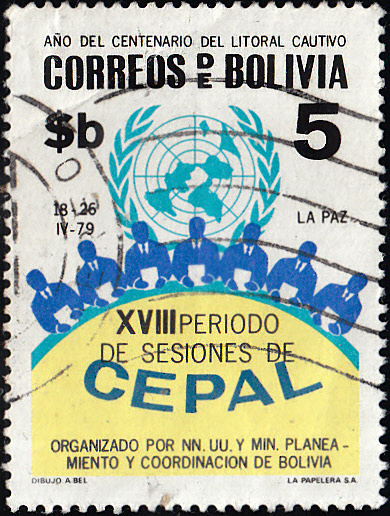 AÑO DEL CENTENARIO DEL LITORAL CAUTIVO
CORREOS DE BOLIVIA
$b 5
18-26
IV-79
LA PAZ
XVIII PERIODO
DE SESIONES DE
CEPAL
ORGANIZADO POR NN. UU. Y MIN. PLANEA-
MIENTO Y COORDINACION DE BOLIVIA
DIBUJO A.BEL LA PAPELERA S.A.